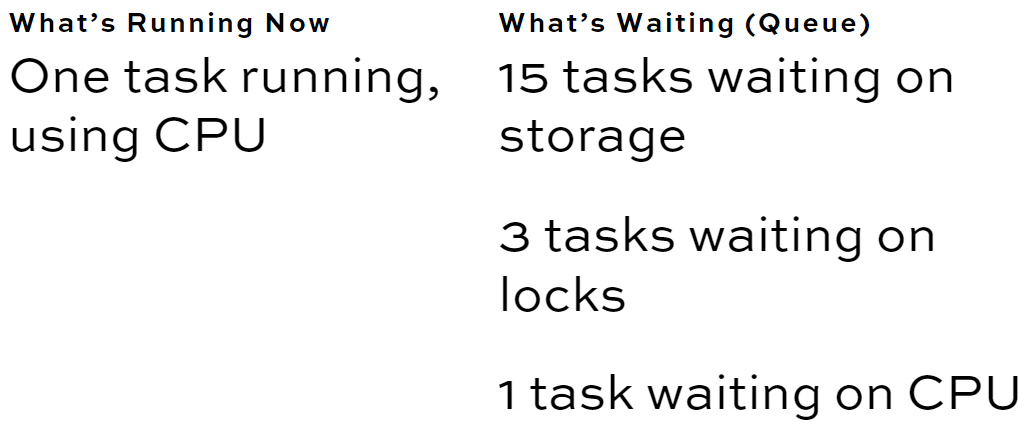 What’s Running Now
One task running,
using CPU
What’s Waiting (Queue)
15 tasks waiting on
storage
3 tasks waiting on
locks
1 task waiting on CPU